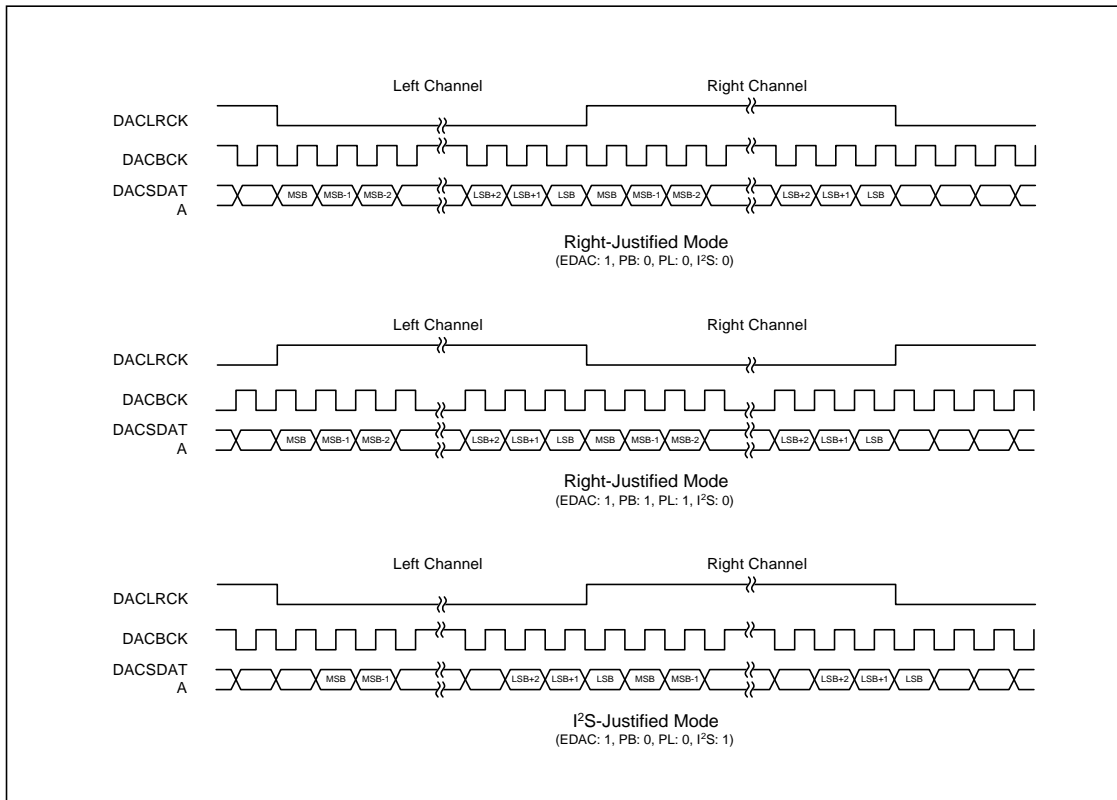 Left Channel Right Channel
DACLRCK
DACBCK
DACSDAT
A
MSB MSB-1 MSB-2 LSB+2 LSB+1 LSB MSB MSB-1 MSB-2 LSB+2 LSB+1 LSB
Right-Justified Mode
(EDAC: 1, PB: 0, PL: 0, I²S: 0)
Left Channel Right Channel
DACLRCK
DACBCK
DACSDAT
A
MSB MSB-1 MSB-2 LSB+2 LSB+1 LSB MSB MSB-1 MSB-2 LSB+2 LSB+1 LSB
Right-Justified Mode
(EDAC: 1, PB: 1, PL: 1, I²S: 0)
Left Channel Right Channel
DACLRCK
DACBCK
DACSDAT
A
MSB MSB-1 LSB+2 LSB+1 LSB MSB MSB-1 LSB+2 LSB+1 LSB
I²S-Justified Mode
(EDAC: 1, PB: 0, PL: 0, I²S: 1)